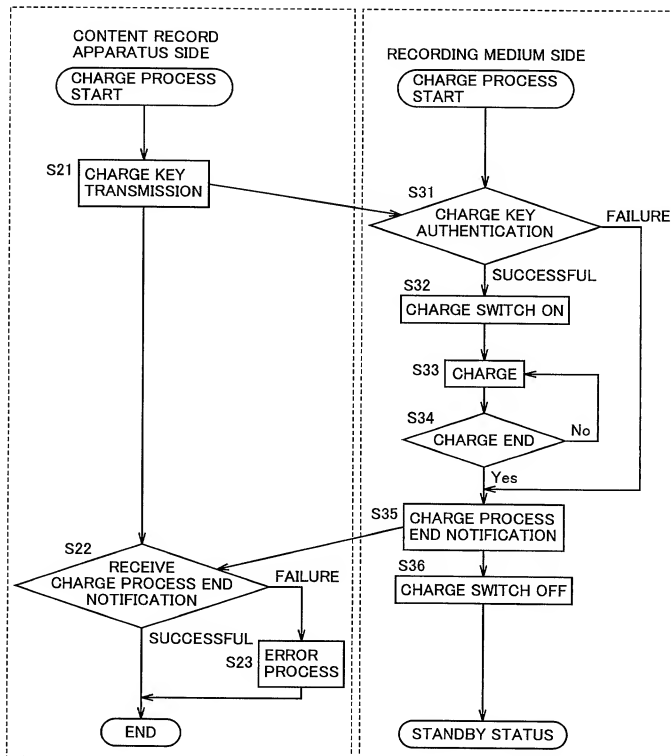 CONTENT RECORD
APPARATUS SIDE
CHARGE PROCESS
START
S21
CHARGE KEY
TRANSMISSION
S22
RECEIVE
CHARGE PROCESS END
NOTIFICATION
FAILURE
SUCCESSFUL
S23
ERROR
PROCESS
END
RECORDING MEDIUM SIDE
CHARGE PROCESS
START
S31
CHARGE KEY
AUTHENTICATION
FAILURE
SUCCESSFUL
S32
CHARGE SWITCH ON
S33
CHARGE
S34
CHARGE END
No
Yes
S35
CHARGE PROCESS
END NOTIFICATION
S36
CHARGE SWITCH OFF
STANDBY STATUS